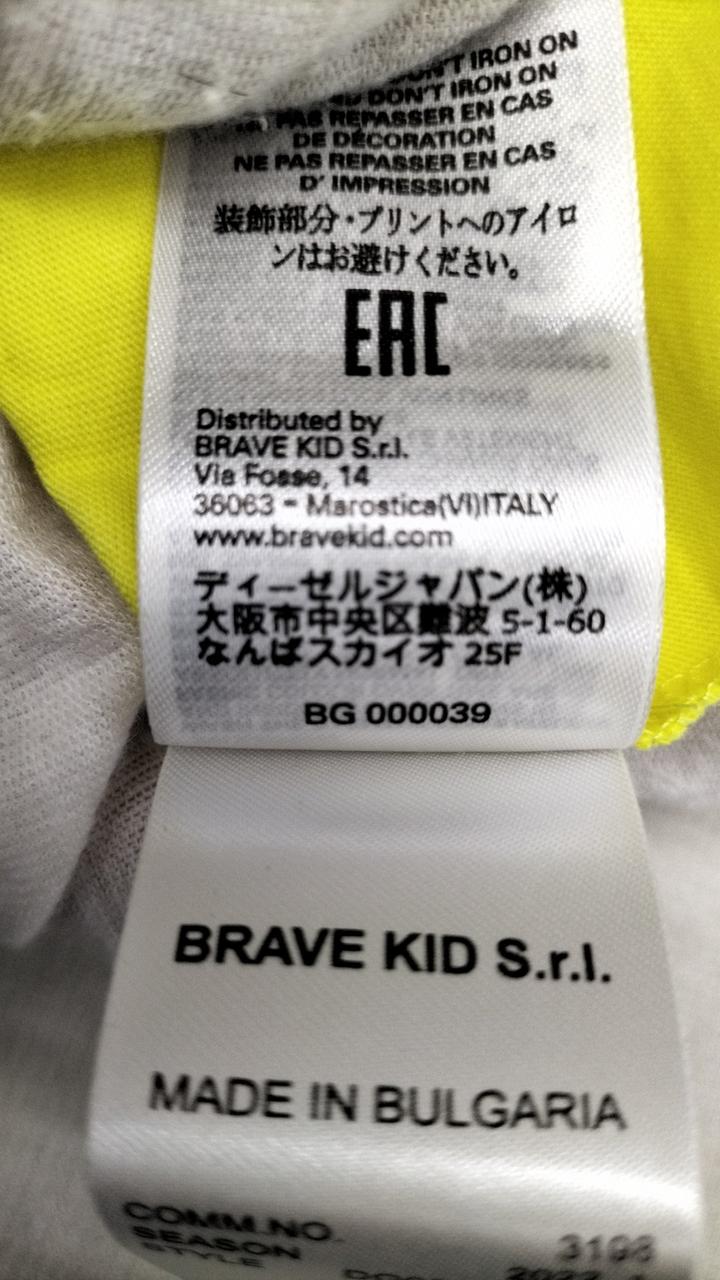 DON'T IRON ON
DON'T IRON ON
PAS REPASSER EN CAS
DE DÉCORATION
NE PAS REPASSER EN CAS
D' IMPRESSION
装飾部分・プリントへのアイロ
ンはお避けください。
EAC
Distributed by
BRAVE KID S.r.l.
Via Fosse, 14
36063 - Marostica(VI)ITALY
www.bravekid.com
ディーゼルジャパン(株)
大阪市中央区難波 5-1-60
なんばスカイオ 25F
BG 000039
BRAVE KID S.r.l.
MADE IN BULGARIA
COMM.NO. 3198
SEASON
STYLE